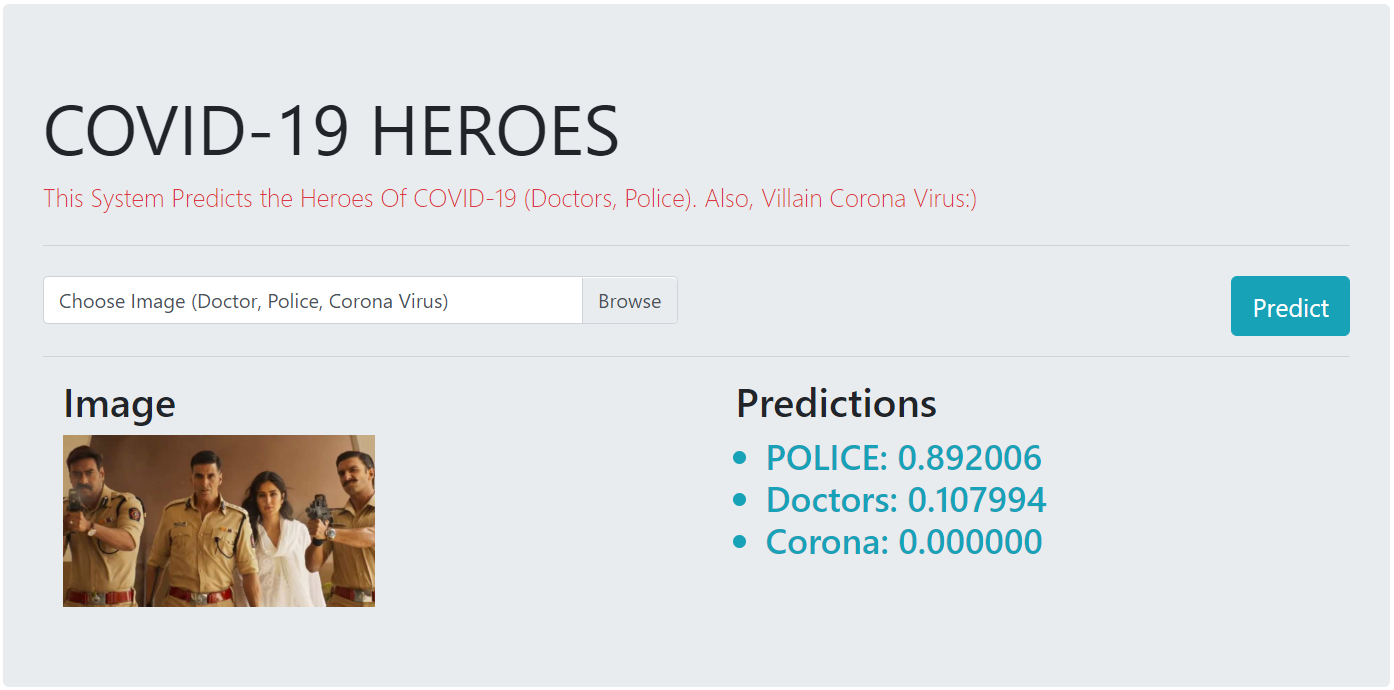 COVID-19 HEROES
This System Predicts the Heroes Of COVID-19 (Doctors, Police). Also, Villain Corona Virus:)
Choose Image (Doctor, Police, Corona Virus)
Browse
Predict
Image
Predictions
POLICE: 0.892006
Doctors: 0.107994
Corona: 0.000000